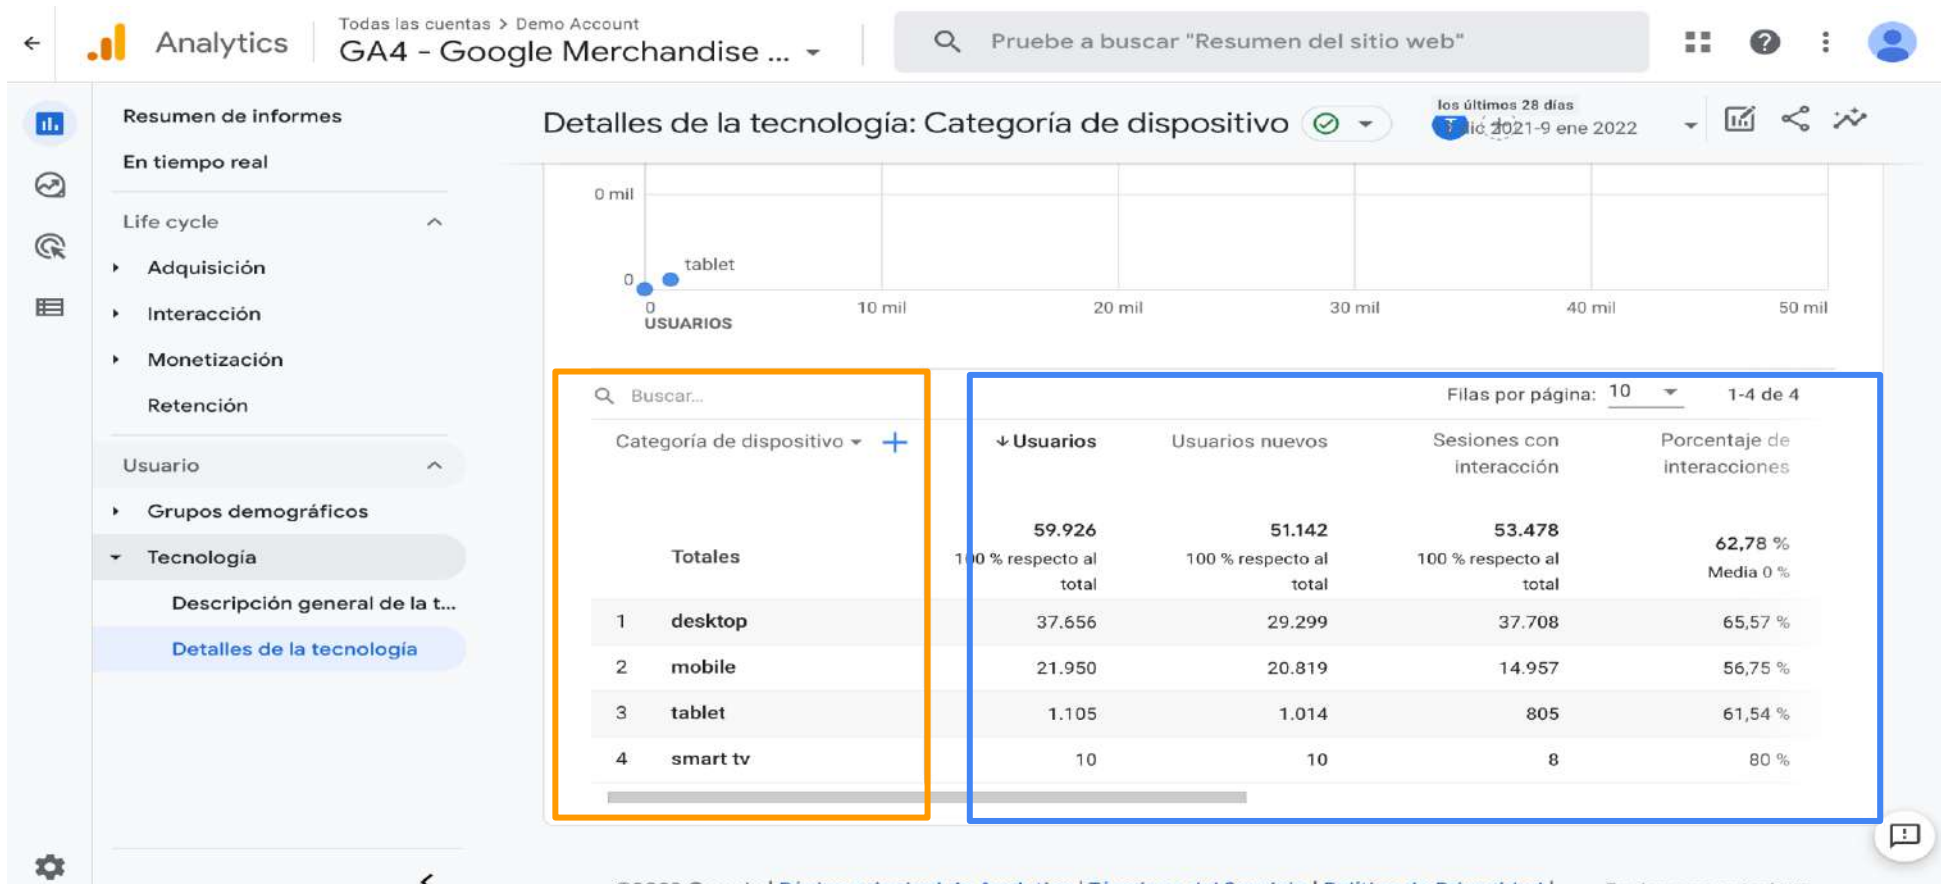 Todas las cuentas > Demo Account
Analytics
GA4 - Google Merchandise ...
Pruebe a buscar "Resumen del sitio web"
Resumen de informes
En tiempo real
Life cycle
Adquisición
Interacción
Monetización
Retención
Usuario
Grupos demográficos
Tecnología
Descripción general de la t...
Detalles de la tecnología
Detalles de la tecnología: Categoría de dispositivo
los últimos 28 días
dic 2021-9 ene 2022
0 mil
tablet
0
0 10 mil 20 mil 30 mil 40 mil 50 mil
USUARIOS
Buscar...
Filas por página: 10 1-4 de 4
Categoría de dispositivo + Usuarios Usuarios nuevos Sesiones con interacción Porcentaje de interacciones
Totales
59.926 51.142 53.478 62,78 %
100 % respecto al total 100 % respecto al total 100 % respecto al total Media 0 %
1 desktop 37.656 29.299 37.708 65,57 %
2 mobile 21.950 20.819 14.957 56,75 %
3 tablet 1.105 1.014 805 61,54 %
4 smart tv 10 10 8 80 %